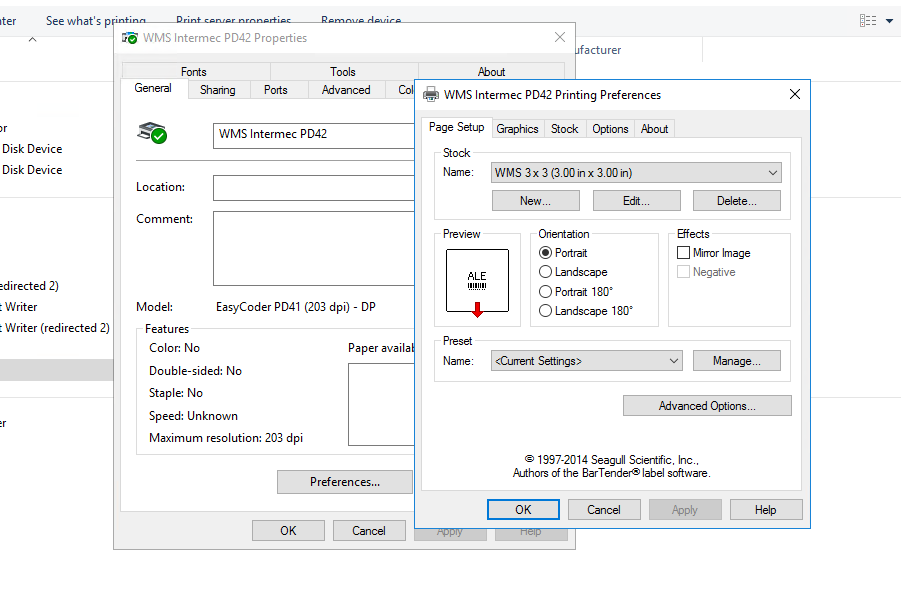 ter See what's printing Print server properties Remove device
WMS Intermec PD42 Properties
ufacturer
Fonts Tools About
General Sharing Ports Advanced Col
WMS Intermec PD42
Location:
Comment:
Model: EasyCoder PD41 (203 dpi) - DP
Features
Color: No Paper availab
Double-sided: No
Staple: No
Speed: Unknown
Maximum resolution: 203 dpi
Preferences...
OK Cancel Apply Help
WMS Intermec PD42 Printing Preferences
Page Setup Graphics Stock Options About
Stock
Name: WMS 3 x 3 (3.00 in x 3.00 in)
New... Edit... Delete...
Preview Orientation Effects
ALE
Portrait Mirror Image
Landscape Negative
Portrait 180°
Landscape 180°
Preset
Name: <Current Settings> Manage...
Advanced Options...
© 1997-2014 Seagull Scientific, Inc.,
Authors of the BarTender® label software.
OK Cancel Apply Help
or
Disk Device
Disk Device
edirected 2)
t Writer
t Writer (redirected 2)
er